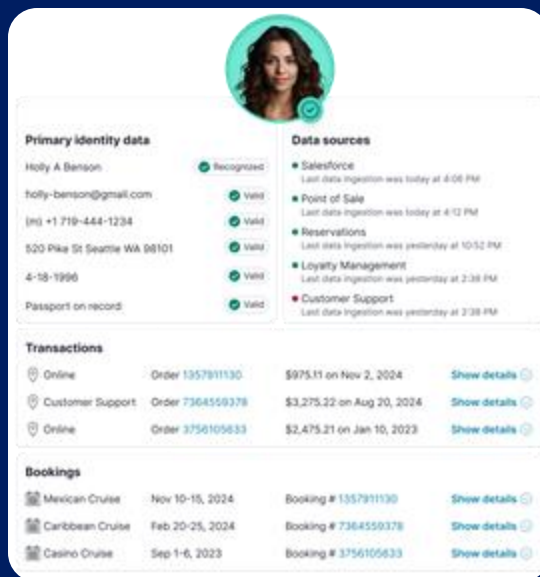 Primary identity data
Holly A Benson Recognized
holly-benson@gmail.com Valid
(m) +1 719-444-1234
520 Pike St Seattle WA 98101 Valid
4-18-1996 Valid
Passport on record Valid
Data sources
Salesforce
Last data ingestion was today at 4:06 PM
Point of Sale
Last data ingestion was today at 4:12 PM
Reservations
Last data ingestion was yesterday at 10:52 PM
Loyalty Management
Last data ingestion was yesterday at 2:38 PM
Customer Support
Last data ingestion was yesterday at 2:38 PM
Transactions
Online Order 1357911130 $975.11 on Nov 2, 2024 Show details
Customer Support Order 7364559378 $3,275.22 on Aug 20, 2024 Show details
Online Order 3756105633 $2,475.21 on Jan 10, 2023 Show details
Bookings
Mexican Cruise Nov 10-15, 2024 Booking # 1357911130 Show details
Caribbean Cruise Feb 20-25, 2024 Booking # 7364559378 Show details
Casino Cruise Sep 1-6, 2023 Booking # 3756105633 Show details